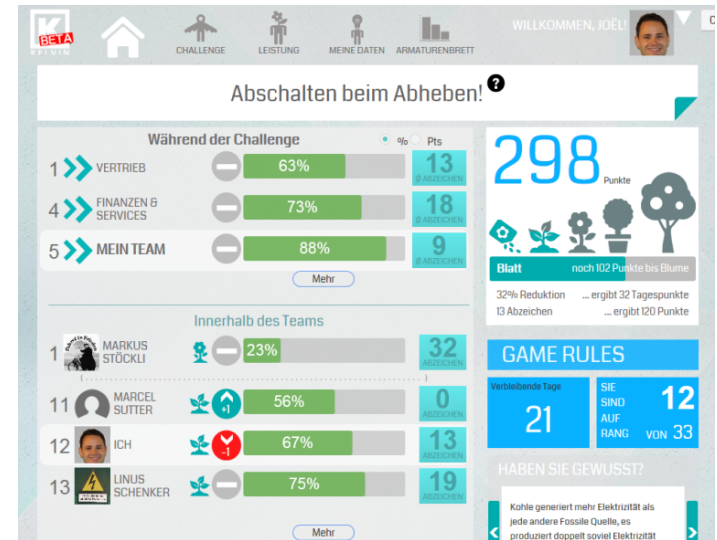 K
BETA
KELVIN
CHALLENGE
LEISTUNG
MEINE DATEN
ARMATURENBRETT
WILLKOMMEN, JOËL!
Abschalten beim Abheben!
?
Während der Challenge
% Pts
1 VERTRIEB 63% 13
Ø ABZEICHEN
4 FINANZEN &
SERVICES 73% 18
Ø ABZEICHEN
5 MEIN TEAM 88% 9
Ø ABZEICHEN
Mehr
Innerhalb des Teams
1 MARKUS
STÖCKLI 23% 32
ABZEICHEN
11 MARCEL
SUTTER +1 56% 0
ABZEICHEN
12 ICH -1 67% 13
ABZEICHEN
13 LINUS
SCHENKER 75% 19
ABZEICHEN
Mehr
298 Punkte
Blatt noch 102 Punkte bis Blume
32% Reduktion ... ergibt 32 Tagespunkte
13 Abzeichen ... ergibt 120 Punkte
GAME RULES
Verbleibende Tage
21
SIE
SIND
AUF
RANG
12
VON 33
HABEN SIE GEWUSST?
Kohle generiert mehr Elektrizität als
jede andere Fossile Quelle, es
produziert doppelt soviel Elektrizität